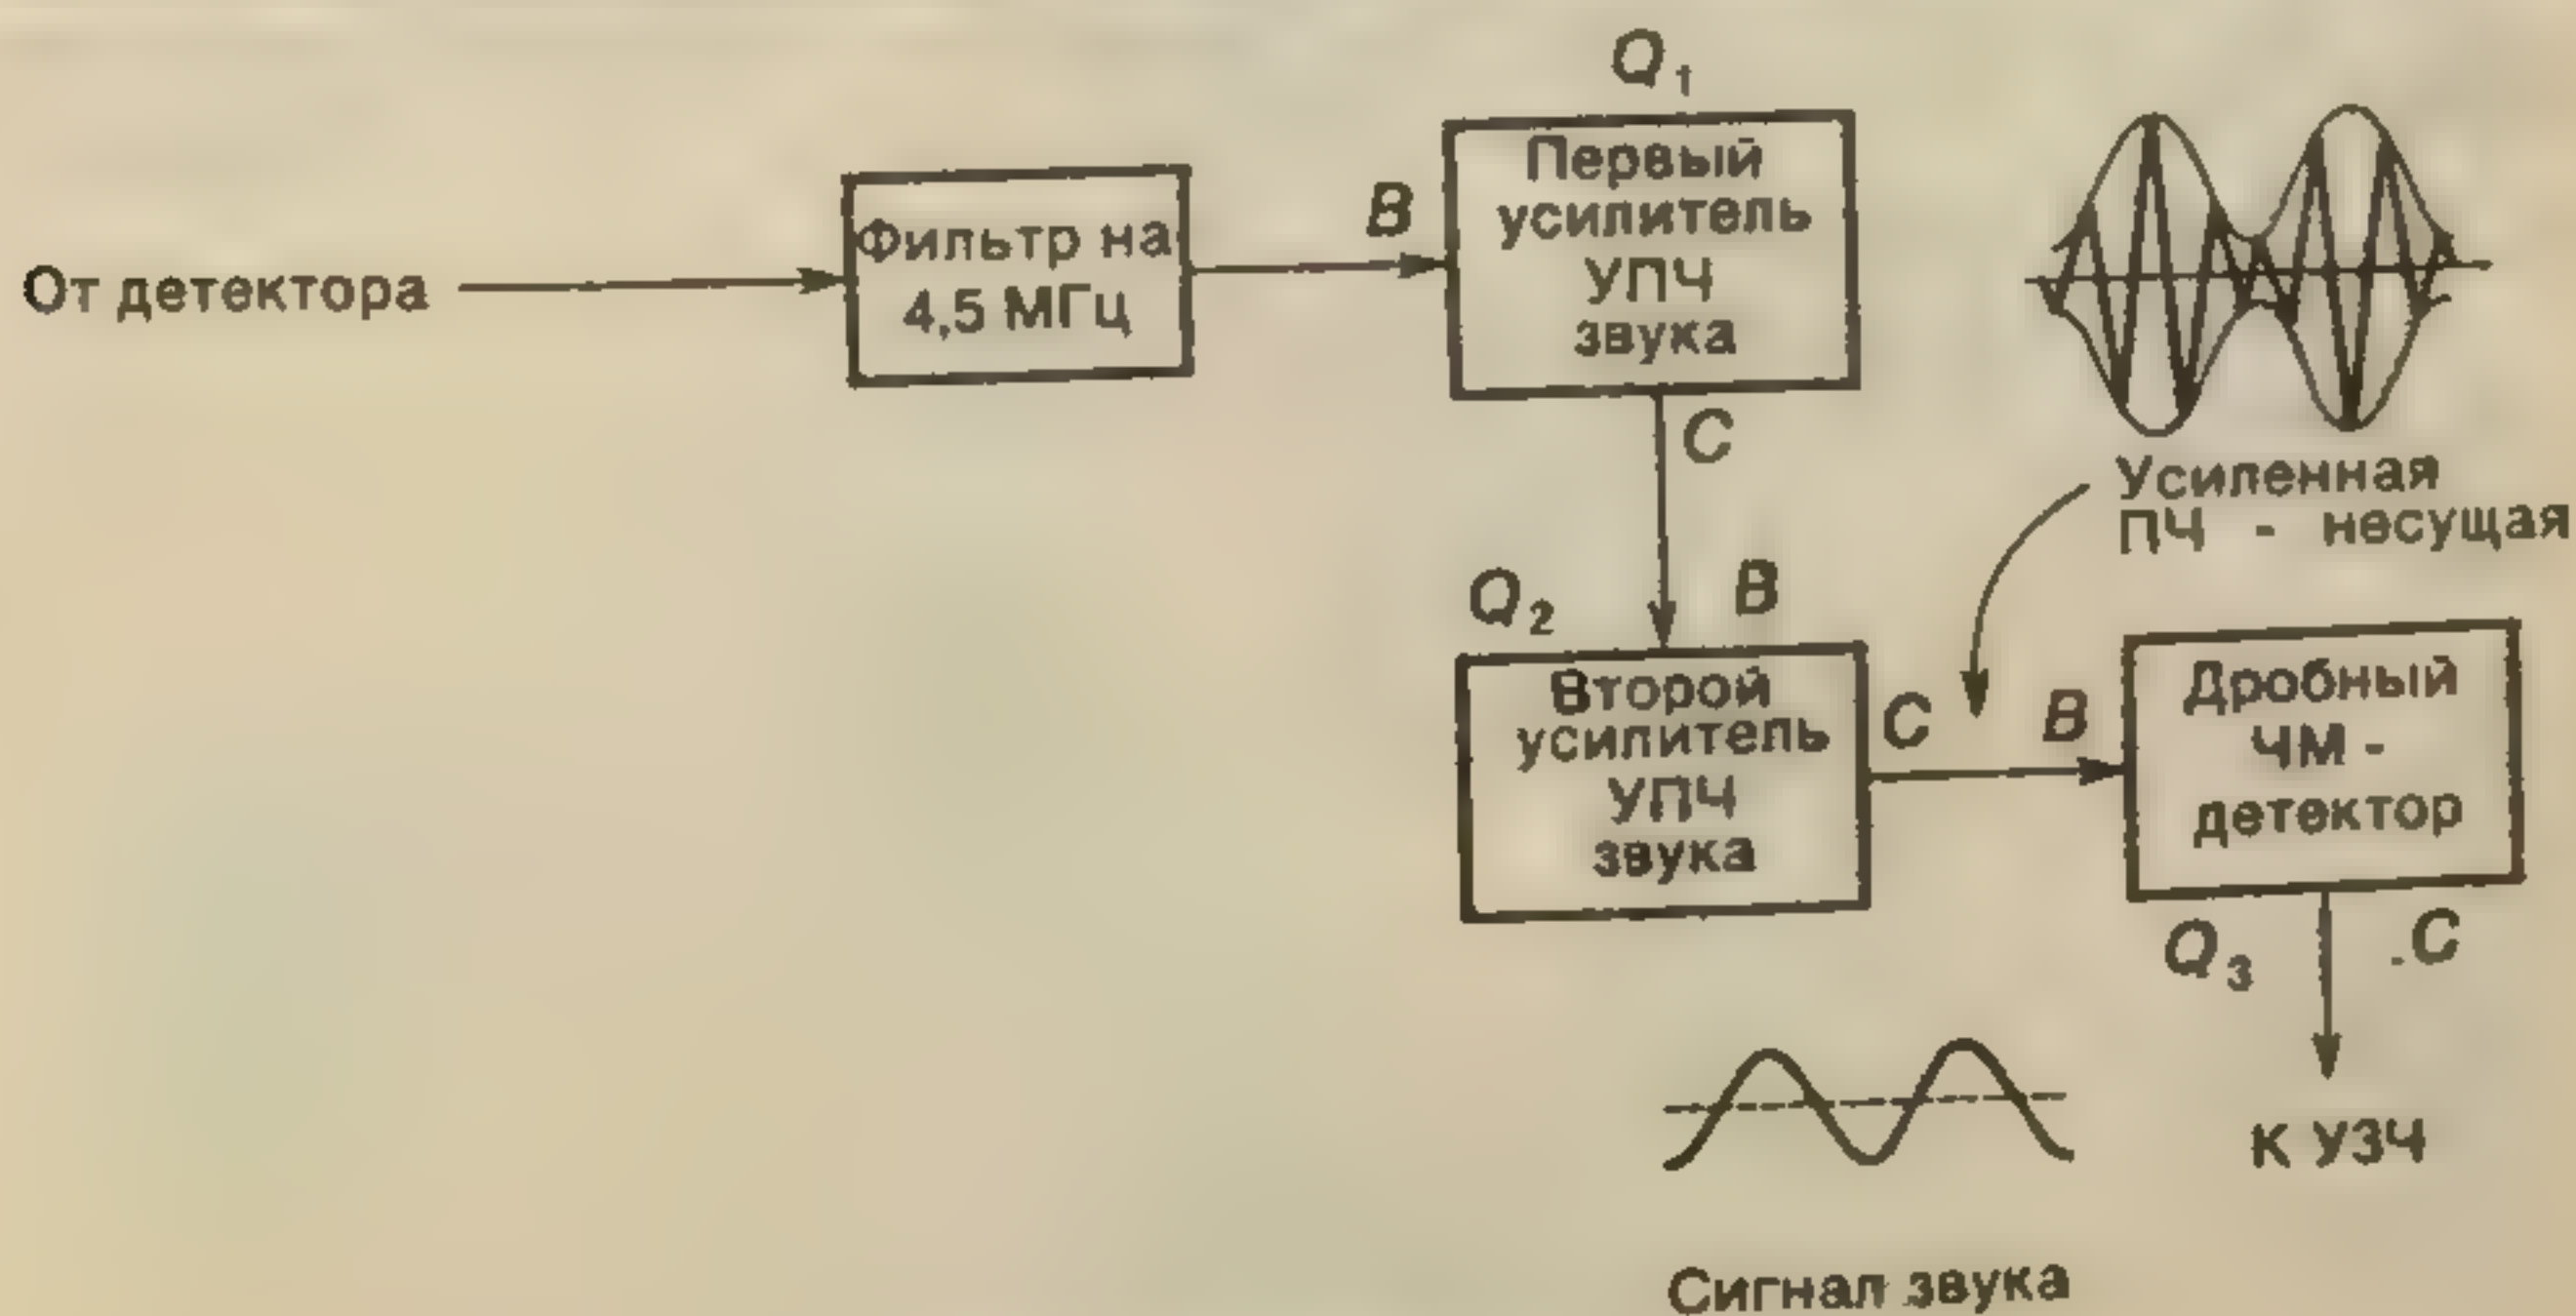 Q₁
От детектора
Фильтр на
4,5 МГц
B
Первый
усилитель
УПЧ
звука
C
Усиленная
ПЧ - несущая
Q₂
B
Второй
усилитель
УПЧ
звука
C
B
Дробный
ЧМ -
детектор
Q₃
C
К УЗЧ
Сигнал звука